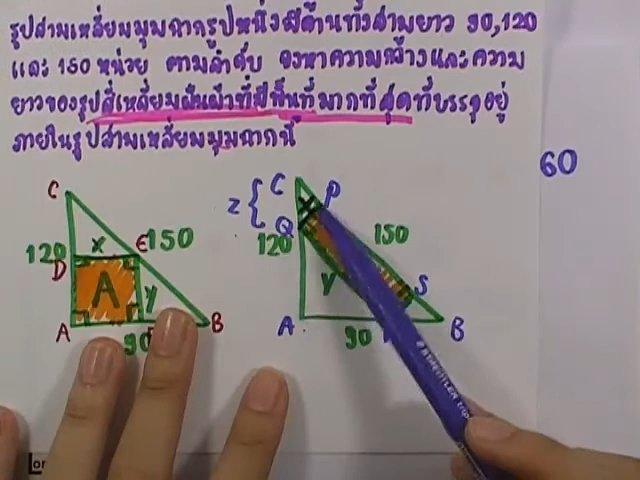 รูปสามเหลี่ยมมุมฉากรูปหนึ่งมีด้านทั้งสามยาว 90,120
และ 150 หน่วย ตามลำดับ จงหาความกว้างและความ
ยาวของรูปสี่เหลี่ยมผืนผ้าที่มีพื้นที่มากที่สุดที่บรรจุอยู่
ภายในรูปสามเหลี่ยมมุมฉากนี้
60
C
120
x
E
150
D
A
y
A
B
90
z {
C
P
Q
120
150
y
S
A
90
B
STAEDTLER
Lor